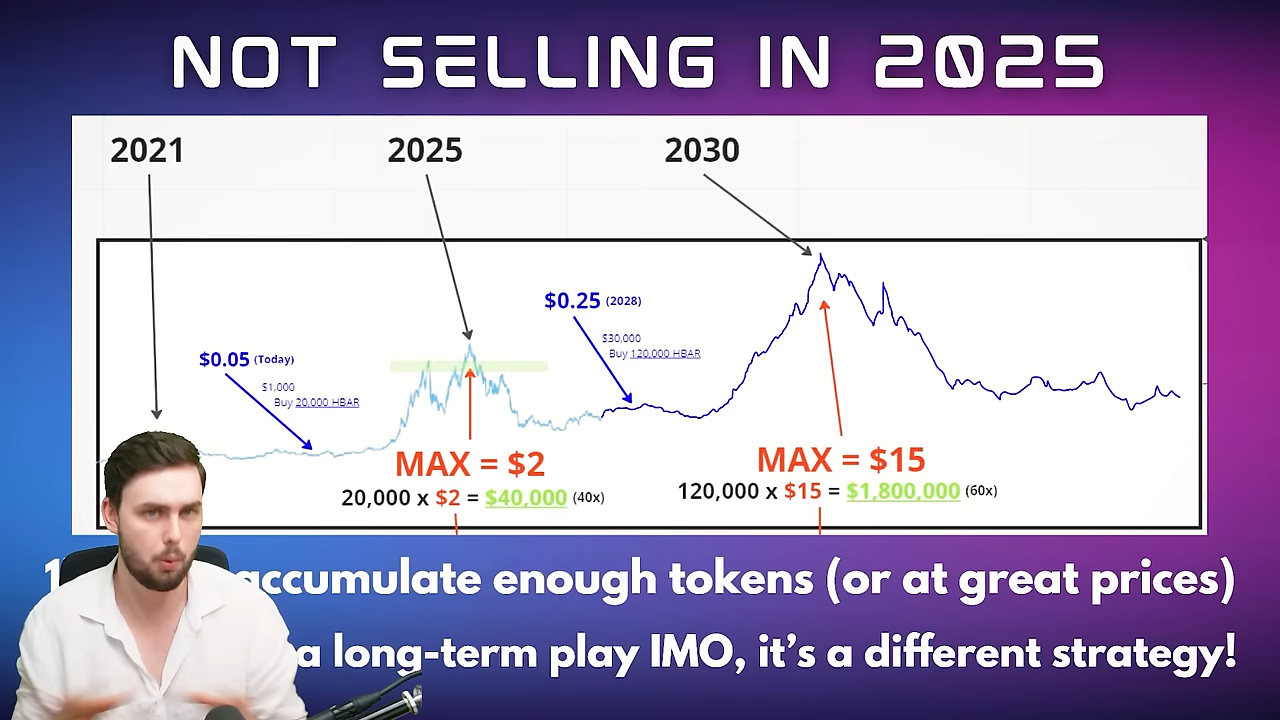 NOT SELLING IN 2025
2021 2025 2030
$0.25 (2028)
$30,000
Buy 120,000 HBAR
$0.05 (Today)
$1,000
Buy 20,000 HBAR
MAX = $2 MAX = $15
20,000 x $2 = $40,000 (40x) 120,000 x $15 = $1,800,000 (60x)
accumulate enough tokens (or at great prices)
a long-term play IMO, it's a different strategy!